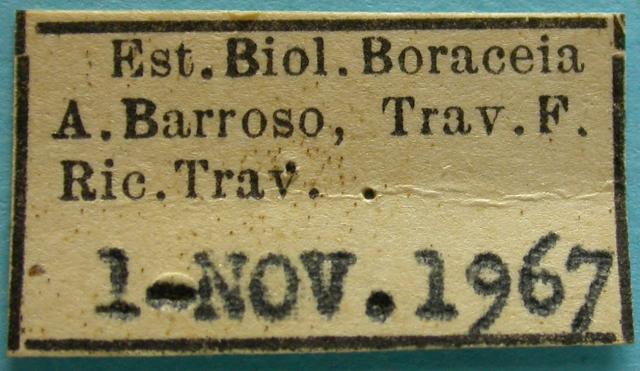 Est. Biol. Boraceia
A. Barroso, Trav. F.
Ric. Trav. .
1-NOV. 1967